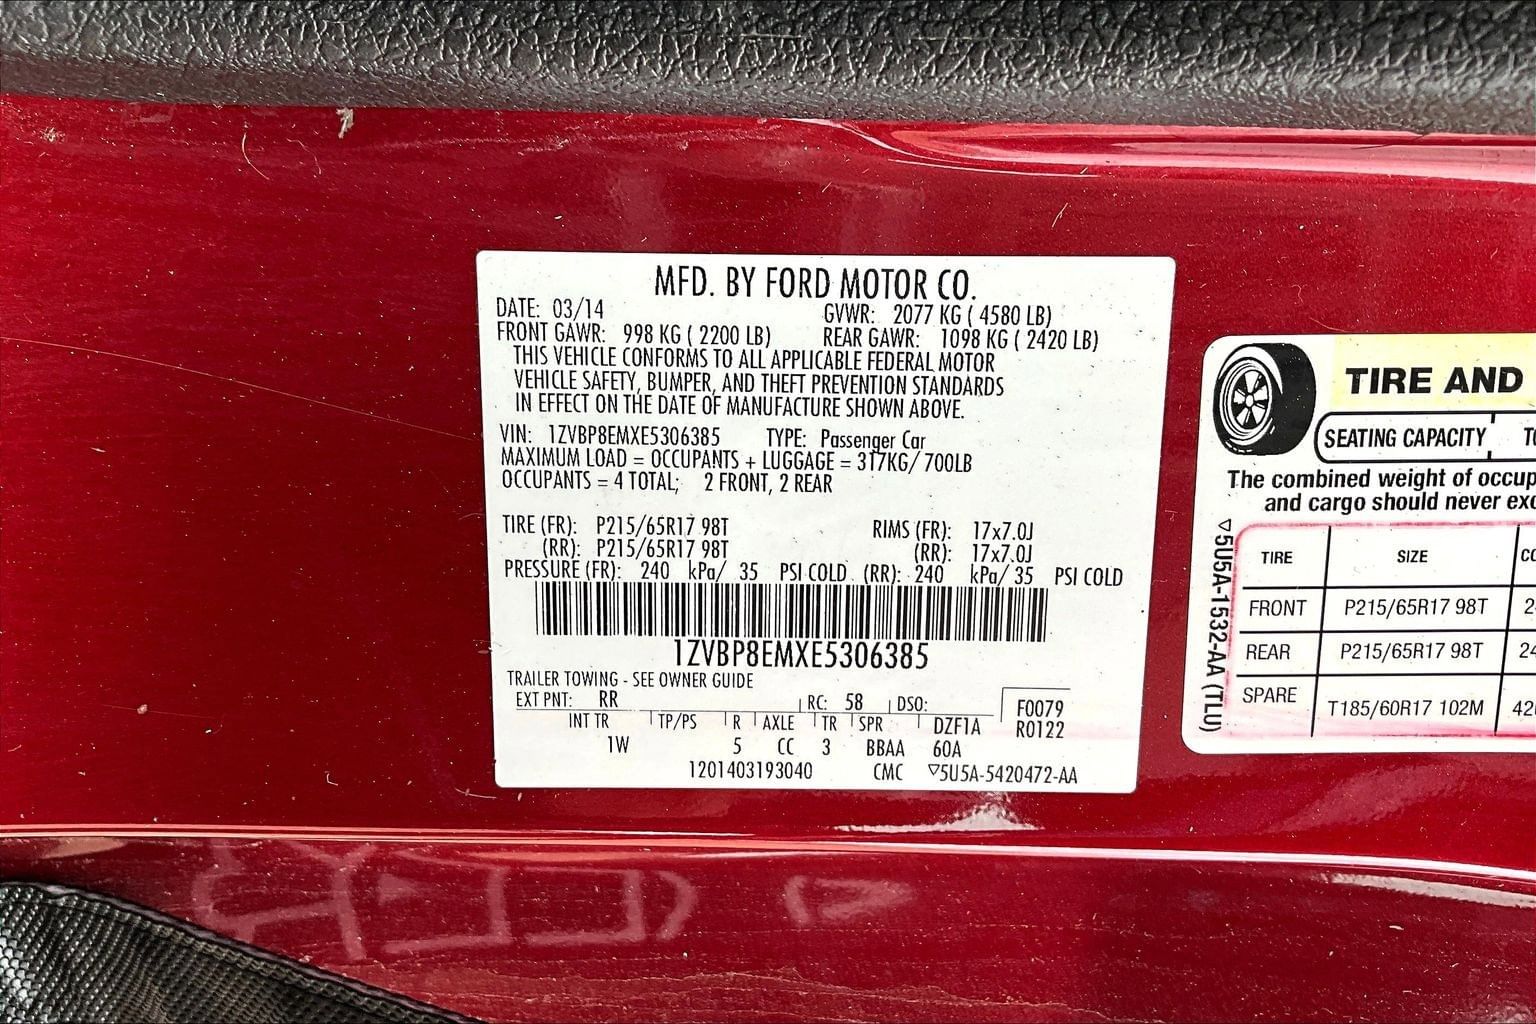 MFD. BY FORD MOTOR CO.
DATE: 03/14 GVWR: 2077 KG ( 4580 LB)
FRONT GAWR: 998 KG ( 2200 LB) REAR GAWR: 1098 KG ( 2420 LB)
THIS VEHICLE CONFORMS TO ALL APPLICABLE FEDERAL MOTOR
VEHICLE SAFETY, BUMPER, AND THEFT PREVENTION STANDARDS
IN EFFECT ON THE DATE OF MANUFACTURE SHOWN ABOVE.
VIN: 1ZVBP8EMXE5306385 TYPE: Passenger Car
MAXIMUM LOAD = OCCUPANTS + LUGGAGE = 317KG/ 700LB
OCCUPANTS = 4 TOTAL; 2 FRONT, 2 REAR
TIRE (FR): P215/65R17 98T RIMS (FR): 17x7.0J
(RR): P215/65R17 98T (RR): 17x7.0J
PRESSURE (FR): 240 kPa/ 35 PSI COLD (RR): 240 kPa/ 35 PSI COLD
1ZVBP8EMXE5306385
TRAILER TOWING - SEE OWNER GUIDE
EXT PNT: RR RC: 58 DSO: F0079
INT TR TP/PS R AXLE TR SPR DZF1A R0122
1W 5 CC 3 BBAA 60A
1201403193040 CMC ▽5U5A-5420472-AA
TIRE AND
SEATING CAPACITY
The combined weight of occup
and cargo should never exc
TIRE SIZE
FRONT P215/65R17 98T
REAR P215/65R17 98T
SPARE T185/60R17 102M
▽5U5A-1532-AA (TLU)